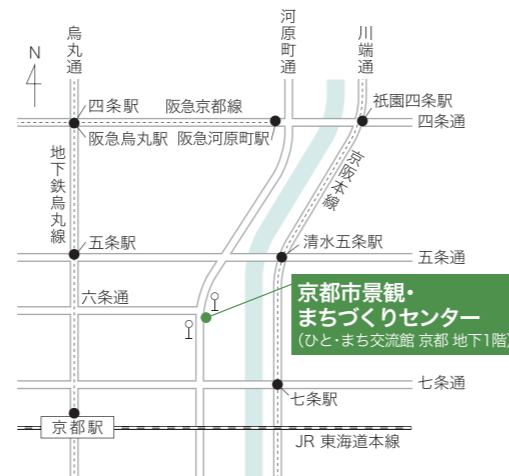 河原町通
烏丸通
川端通
N
四条駅
阪急京都線
祇園四条駅
四条通
阪急烏丸駅
阪急河原町駅
地下鉄烏丸線
京阪本線
五条駅
清水五条駅
五条通
六条通
京都市景観・
まちづくりセンター
(ひと・まち交流館 京都 地下1階)
七条通
七条駅
京都駅
JR 東海道本線